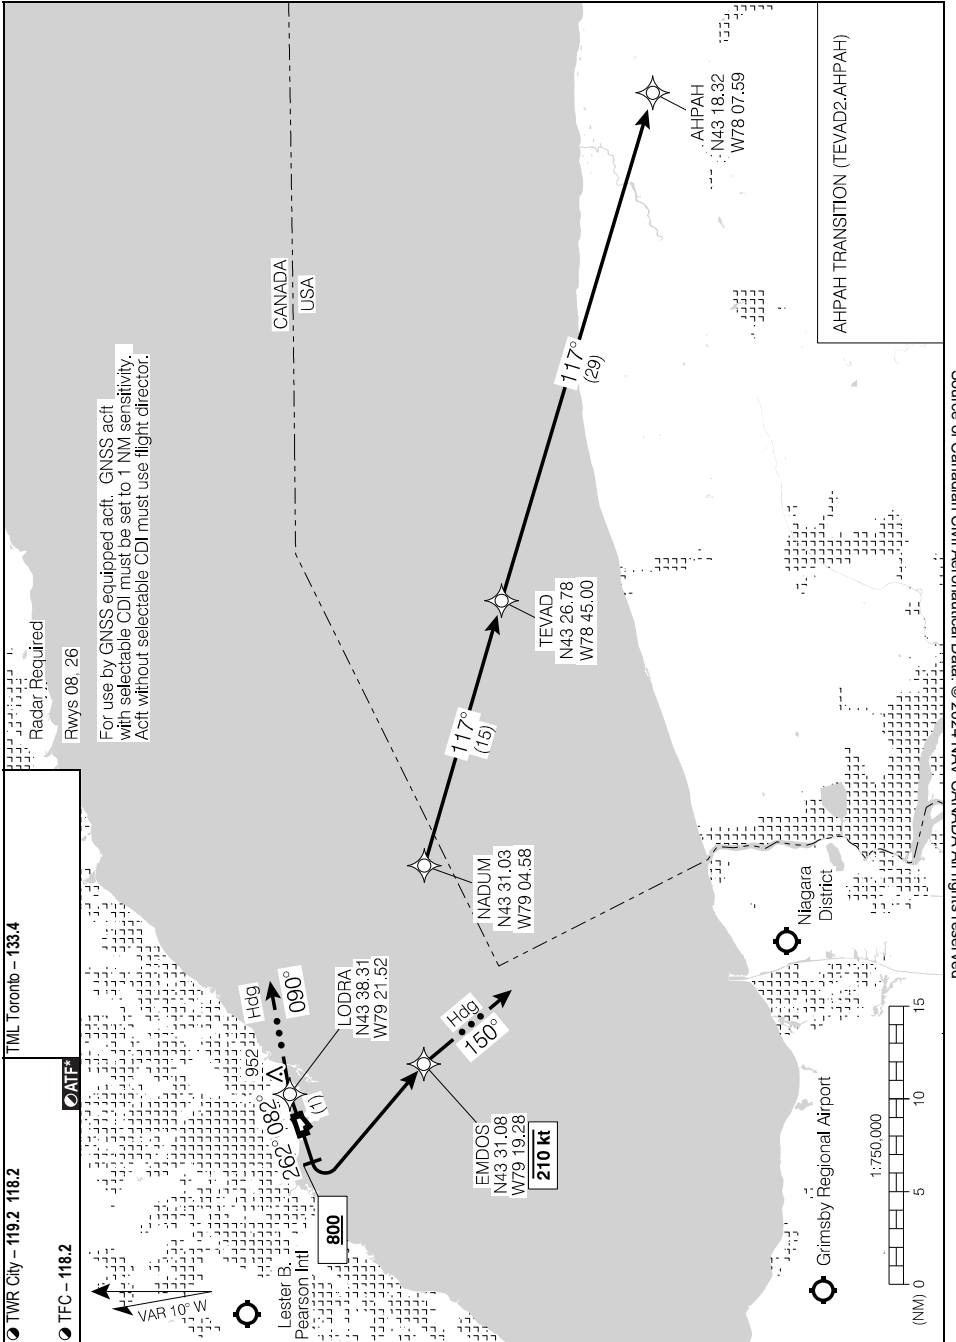 TWR City – 119.2 118.2
TML Toronto – 133.4
TFC – 118.2
ATF*
Radar Required
Rwys 08, 26
For use by GNSS equipped acft. GNSS acft
with selectable CDI must be set to 1 NM sensitivity.
Acft without selectable CDI must use flight director.
VAR 10° W
CANADA
USA
Lester B.
Pearson Intl
800
262°
082°
(1)
952
Hdg
090°
LODRA
N43 38.31
W79 21.52
EMDOS
N43 31.08
W79 19.28
210 kt
Hdg
150°
NADUM
N43 31.03
W79 04.58
117°
(15)
TEVAD
N43 26.78
W78 45.00
117°
(29)
AHPAH
N43 18.32
W78 07.59
Niagara
District
Grimsby Regional Airport
1:750,000
(NM) 0 5 10 15
AHPAH TRANSITION (TEVAD2.AHPAH)
Source of Canadian Civil Aeronautical Data: © 2024 NAV CANADA All rights reserved